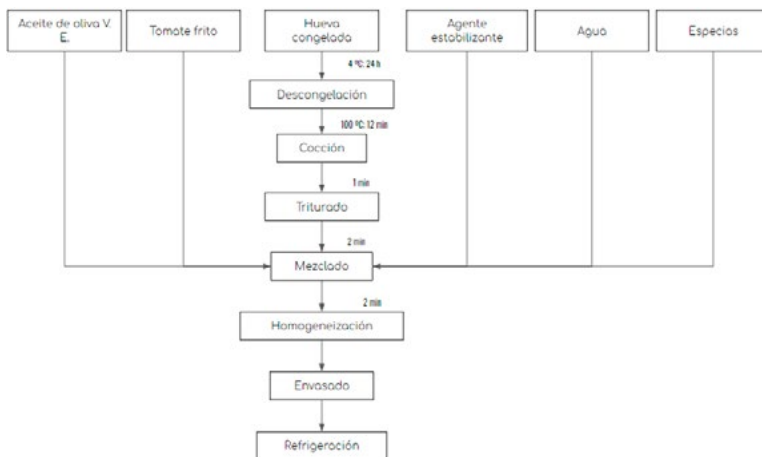 Aceite de oliva V.
E.
Tomate frito
Hueva
congelada
Agente
estabilizante
Agua
Especias
4 ºC; 24 h
Descongelación
100 ºC; 12 min
Cocción
1 min
Triturado
2 min
Mezclado
2 min
Homogeneización
Envasado
Refrigeración